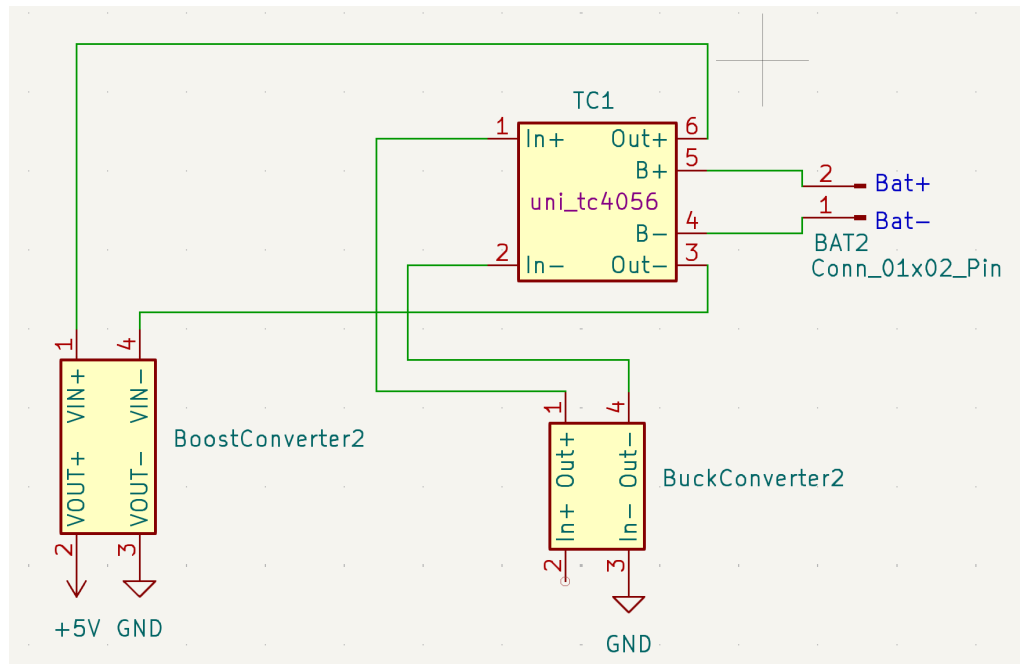 TC1
1 In+ Out+ 6
B+ 5
uni_tc4056
B- 4
2 In- Out- 3
2 Bat+
1 Bat-
BAT2
Conn_01x02_Pin
1 4
VIN+ VIN-
VOUT+ VOUT-
2 3
BoostConverter2
+5V GND
1 4
Out+ Out-
In+ In-
2 3
BuckConverter2
GND